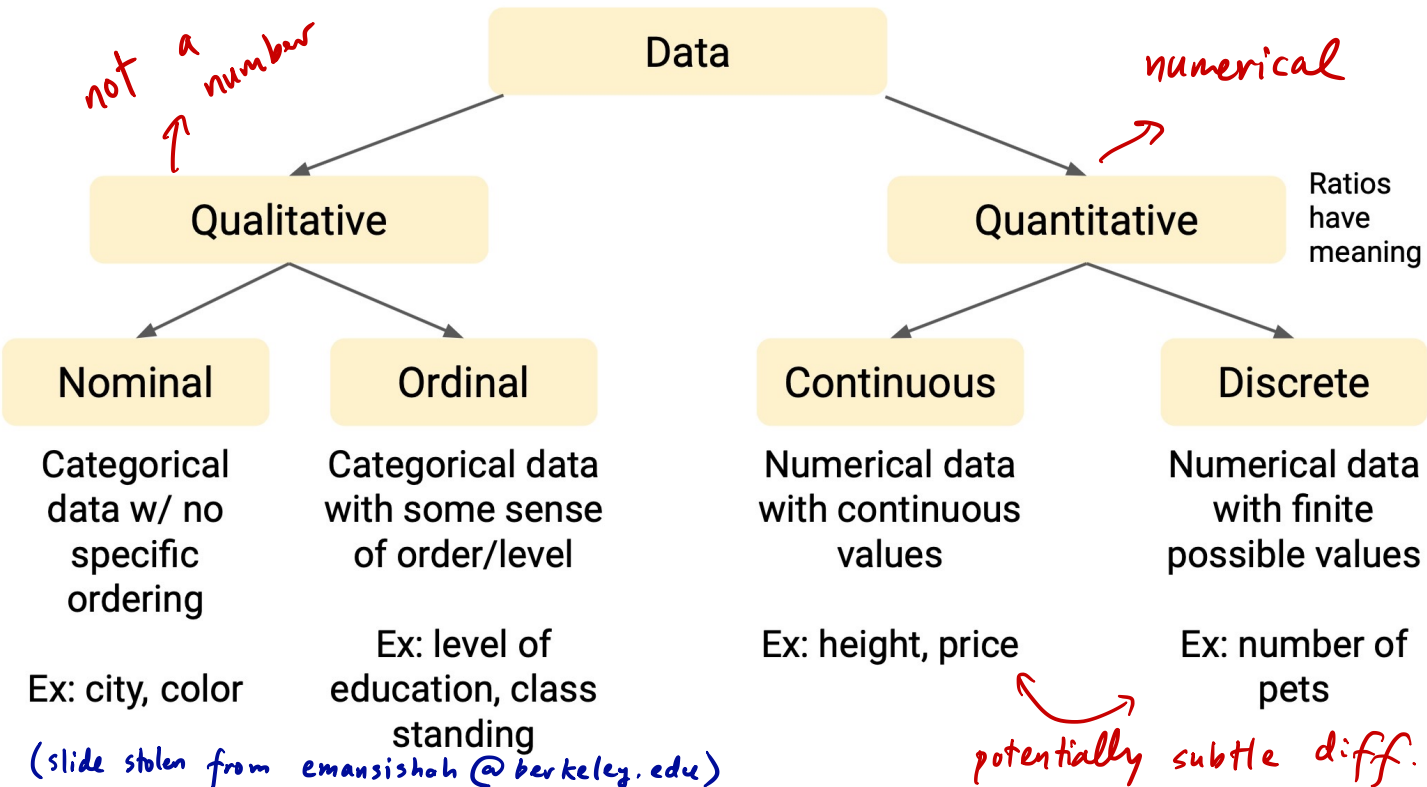 Data
not a number
numerical
Qualitative
Quantitative
Ratios
have
meaning
Nominal
Ordinal
Continuous
Discrete
Categorical
data w/ no
specific
ordering
Ex: city, color
Categorical data
with some sense
of order/level
Ex: level of
education, class
standing
Numerical data
with continuous
values
Ex: height, price
Numerical data
with finite
possible values
Ex: number of
pets
(slide stolen from emansishah@berkeley.edu)
potentially subtle diff.